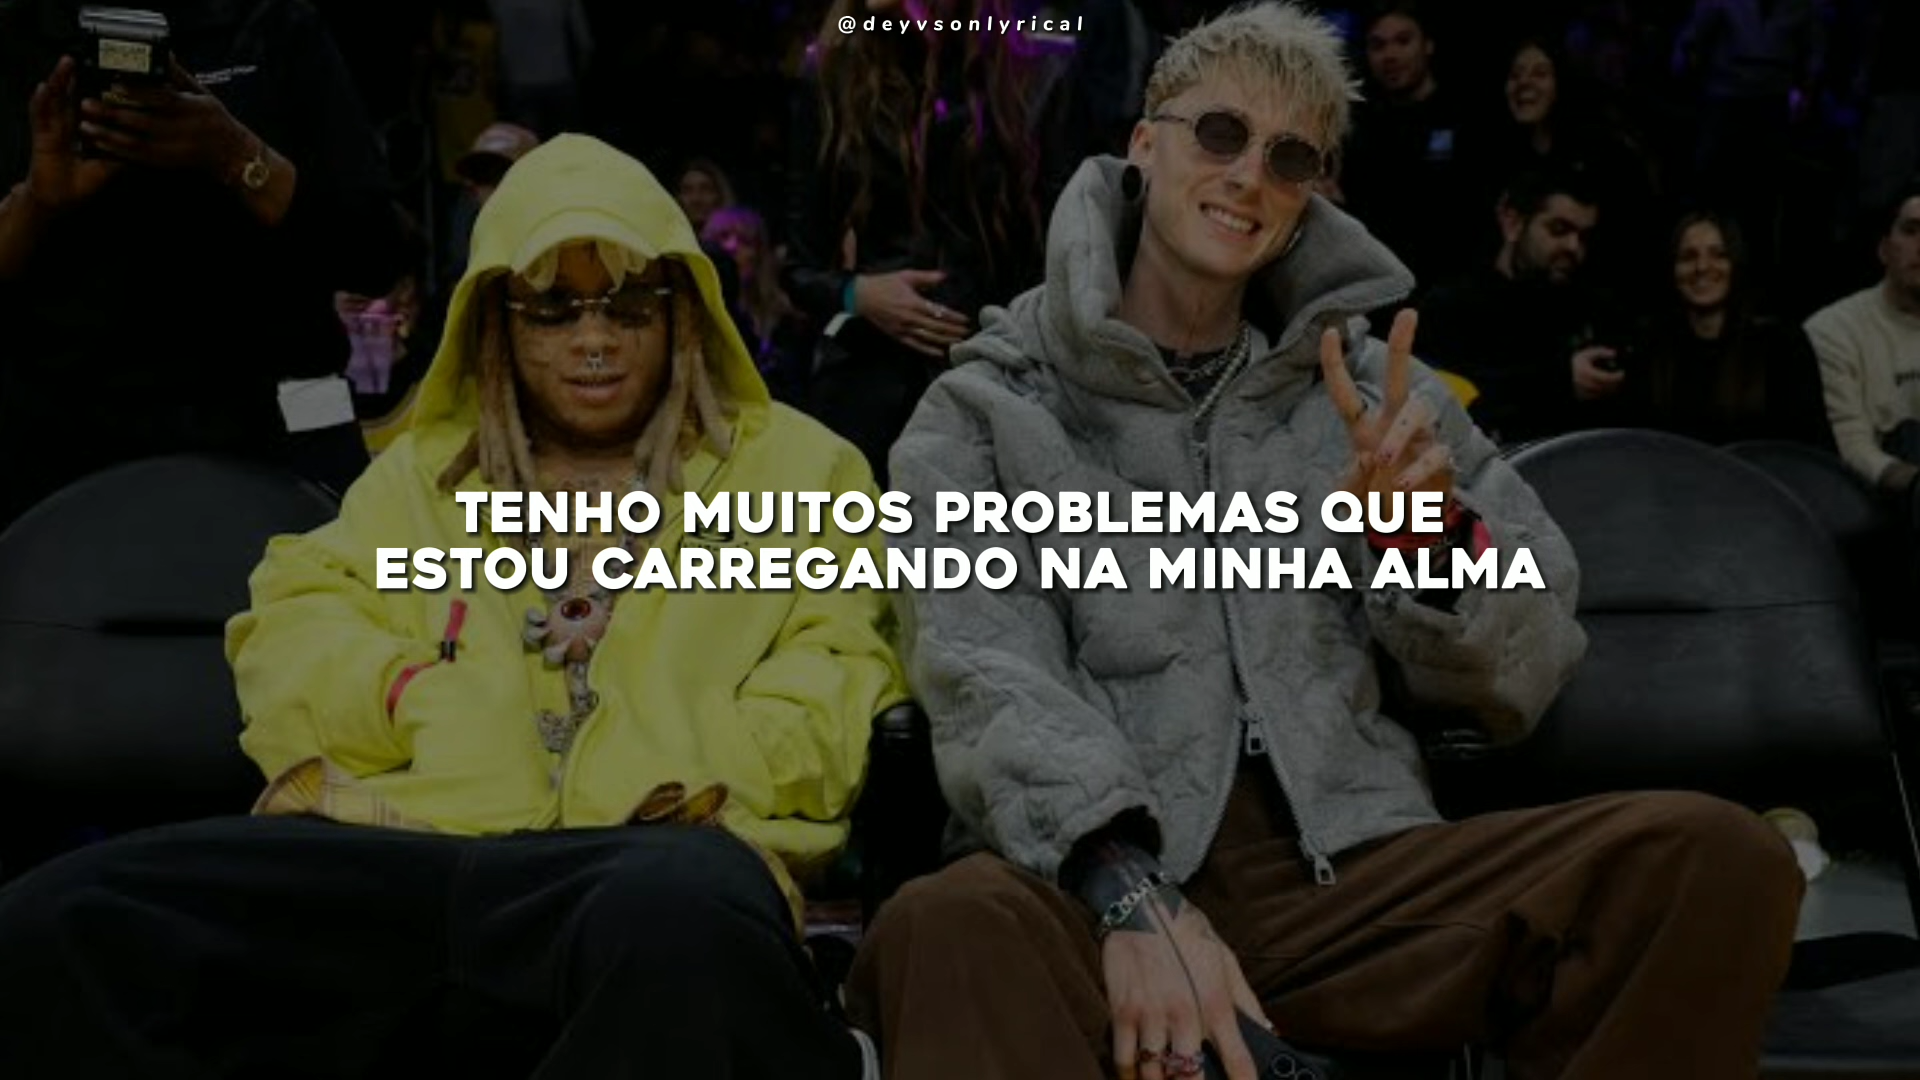 @deyvsonlyrical
TENHO MUITOS PROBLEMAS QUE
ESTOU CARREGANDO NA MINHA ALMA